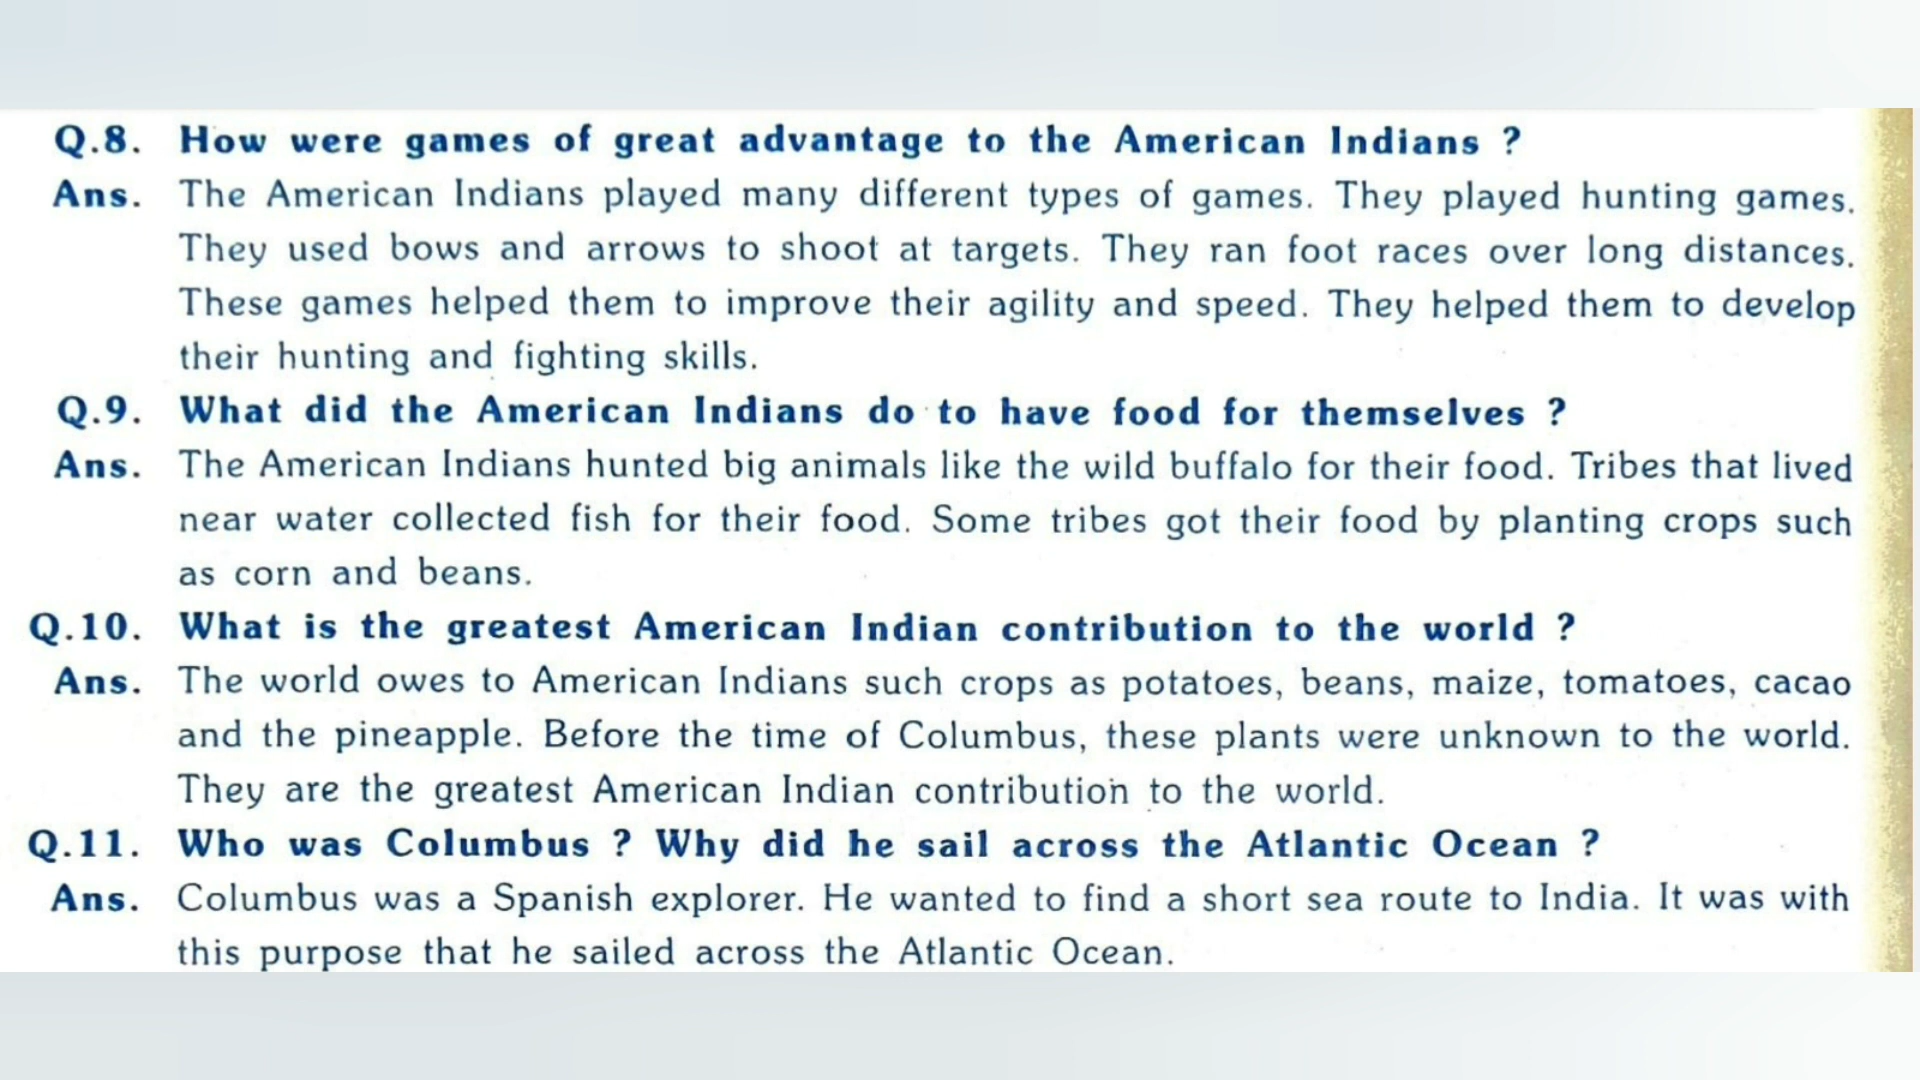 Q.8. How were games of great advantage to the American Indians ?
Ans. The American Indians played many different types of games. They played hunting games.
They used bows and arrows to shoot at targets. They ran foot races over long distances.
These games helped them to improve their agility and speed. They helped them to develop
their hunting and fighting skills.
Q.9. What did the American Indians do to have food for themselves ?
Ans. The American Indians hunted big animals like the wild buffalo for their food. Tribes that lived
near water collected fish for their food. Some tribes got their food by planting crops such
as corn and beans.
Q.10. What is the greatest American Indian contribution to the world ?
Ans. The world owes to American Indians such crops as potatoes, beans, maize, tomatoes, cacao
and the pineapple. Before the time of Columbus, these plants were unknown to the world.
They are the greatest American Indian contribution to the world.
Q.11. Who was Columbus ? Why did he sail across the Atlantic Ocean ?
Ans. Columbus was a Spanish explorer. He wanted to find a short sea route to India. It was with
this purpose that he sailed across the Atlantic Ocean.